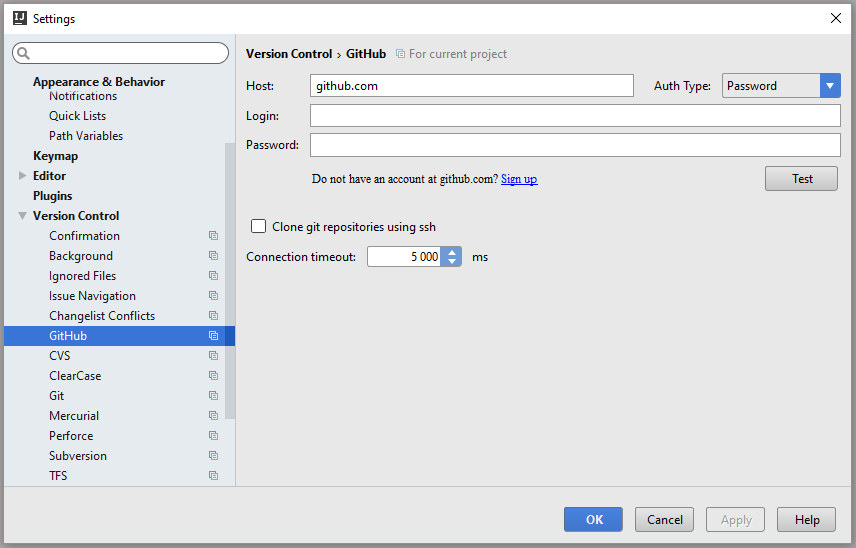 IJ Settings
Version Control › GitHub For current project
Appearance & Behavior
Notifications
Quick Lists
Path Variables
Keymap
Editor
Plugins
Version Control
Confirmation
Background
Ignored Files
Issue Navigation
Changelist Conflicts
GitHub
CVS
ClearCase
Git
Mercurial
Perforce
Subversion
TFS
Host: github.com Auth Type: Password
Login:
Password:
Do not have an account at github.com? Sign up
Test
Clone git repositories using ssh
Connection timeout: 5 000 ms
OK Cancel Apply Help